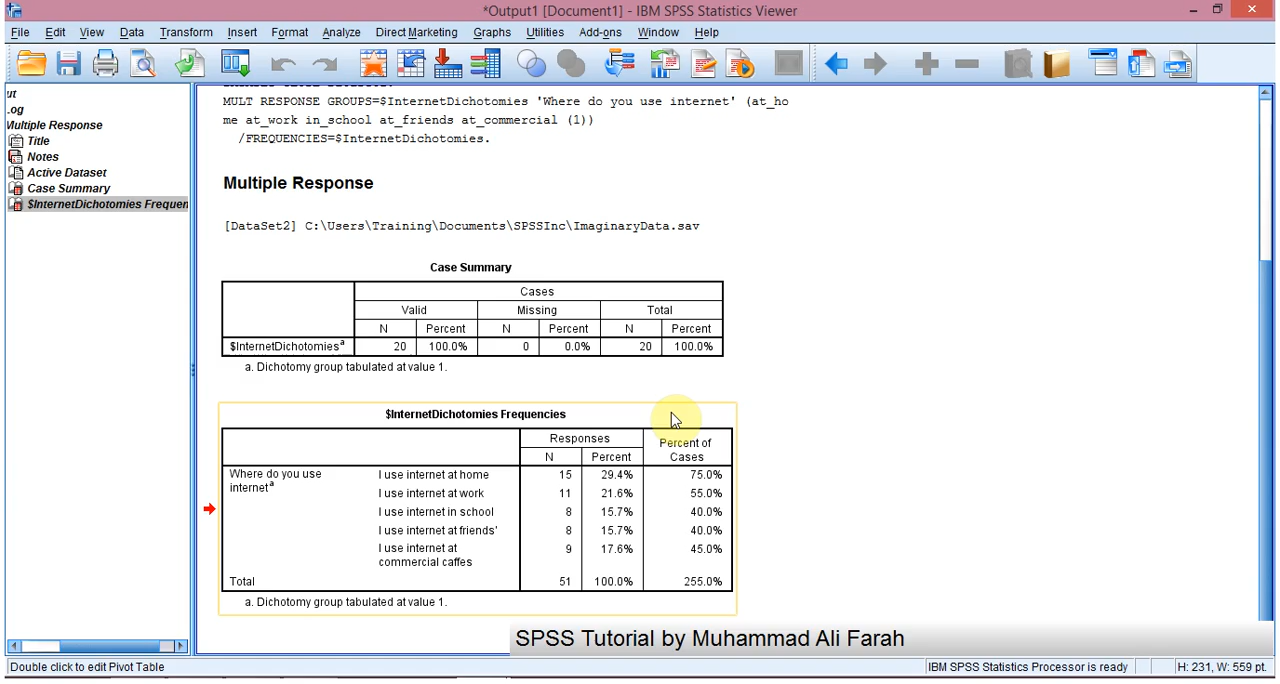 *Output1 [Document1] - IBM SPSS Statistics Viewer
File Edit View Data Transform Insert Format Analyze Direct Marketing Graphs Utilities Add-ons Window Help
ut
.og
Multiple Response
Title
Notes
Active Dataset
Case Summary
$InternetDichotomies Frequen
MULT RESPONSE GROUPS=$InternetDichotomies 'Where do you use internet' (at_ho
me at_work in_school at_friends at_commercial (1))
/FREQUENCIES=$InternetDichotomies.
Multiple Response
[DataSet2] C:\Users\Training\Documents\SPSSInc\ImaginaryData.sav
Case Summary
Cases
Valid Missing Total
N Percent N Percent N Percent
$InternetDichotomiesa 20 100.0% 0 0.0% 20 100.0%
a. Dichotomy group tabulated at value 1.
$InternetDichotomies Frequencies
Responses Percent of
N Percent Cases
Where do you use I use internet at home 15 29.4% 75.0%
interneta I use internet at work 11 21.6% 55.0%
I use internet in school 8 15.7% 40.0%
I use internet at friends' 8 15.7% 40.0%
I use internet at 9 17.6% 45.0%
commercial caffes
Total 51 100.0% 255.0%
a. Dichotomy group tabulated at value 1.
SPSS Tutorial by Muhammad Ali Farah
Double click to edit Pivot Table IBM SPSS Statistics Processor is ready H: 231, W: 559 pt.